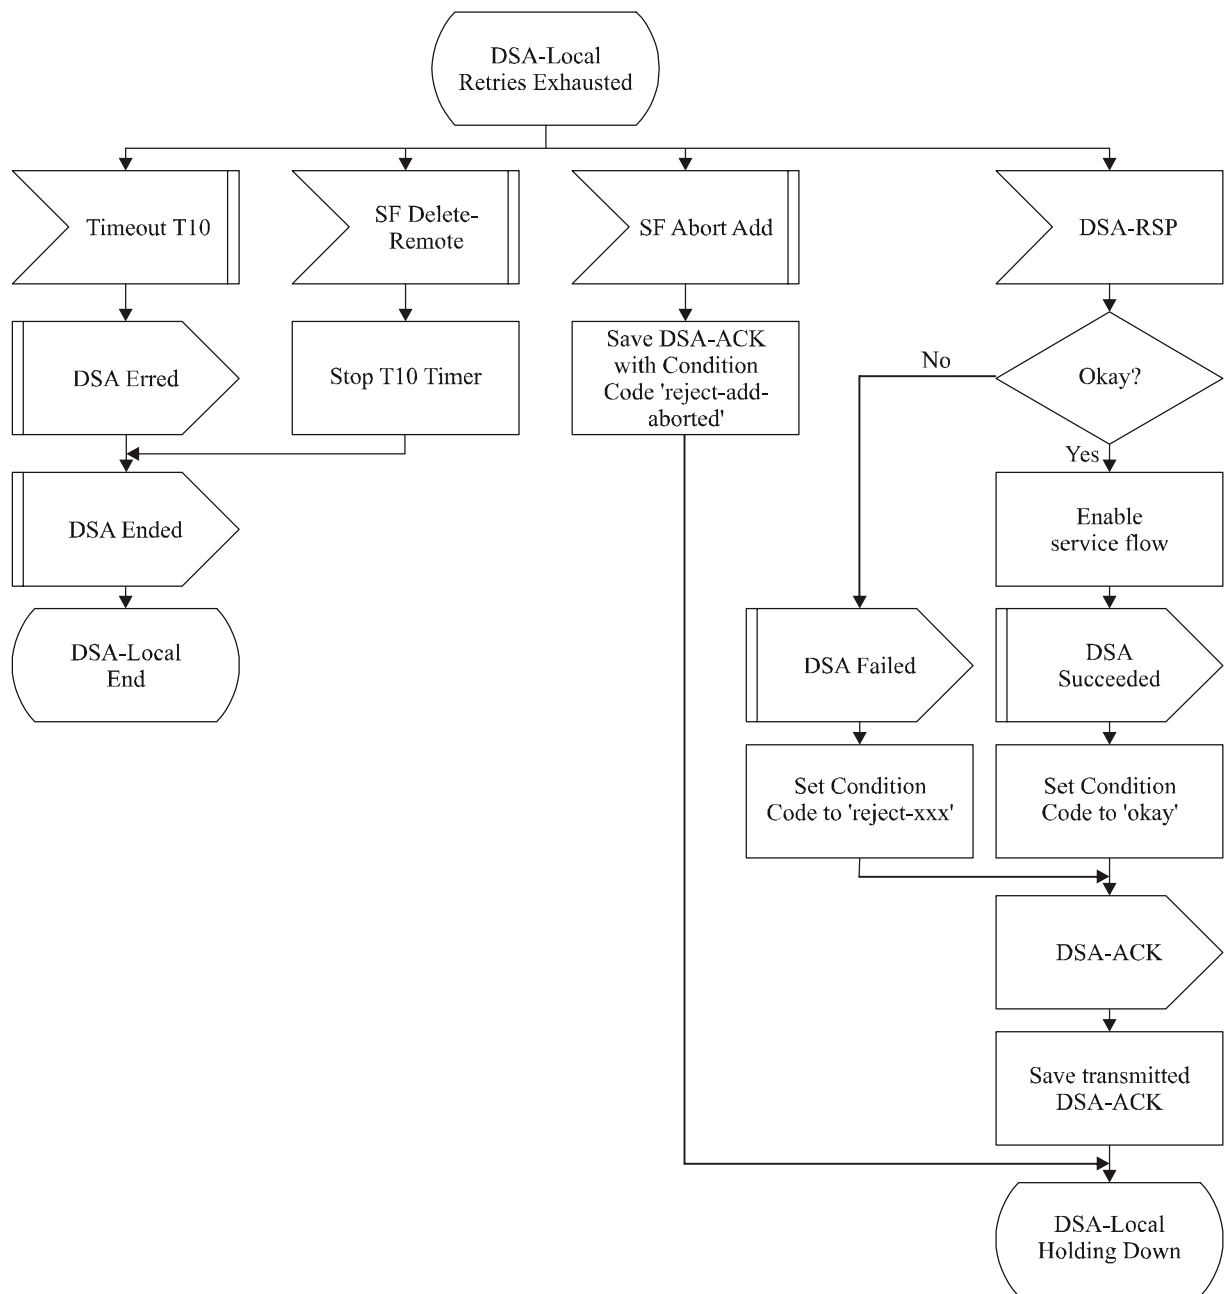 DSA-Local
Retries Exhausted
Timeout T10
SF Delete-
Remote
SF Abort Add
DSA-RSP
DSA Erred
Stop T10 Timer
Save DSA-ACK
with Condition
Code 'reject-add-
aborted'
No
Okay?
Yes
DSA Ended
Enable
service flow
DSA-Local
End
DSA Failed
DSA
Succeeded
Set Condition
Code to 'reject-xxx'
Set Condition
Code to 'okay'
DSA-ACK
Save transmitted
DSA-ACK
DSA-Local
Holding Down